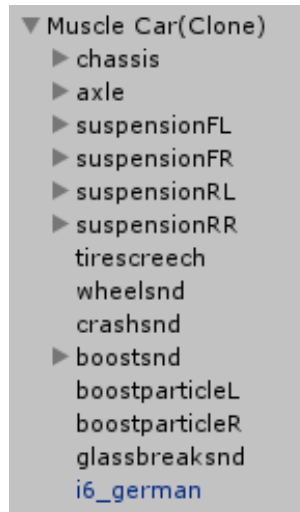 Muscle Car(Clone)
chassis
axle
suspensionFL
suspensionFR
suspensionRL
suspensionRR
tirescreech
wheelsnd
crashsnd
boostsnd
boostparticleL
boostparticleR
glassbreaksnd
i6_german